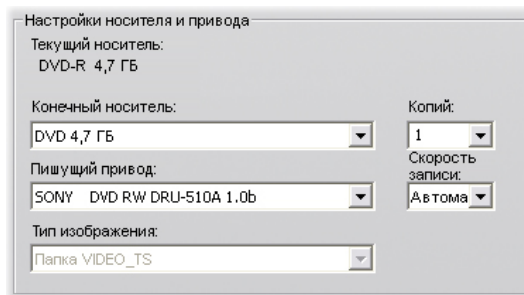 Настройки носителя и привода
Текущий носитель:
DVD-R 4,7 ГБ
Конечный носитель:
Копий:
DVD 4,7 ГБ
1
Пишущий привод:
Скорость
записи:
SONY DVD RW DRU-510A 1.0b
Автома
Тип изображения:
Папка VIDEO_TS